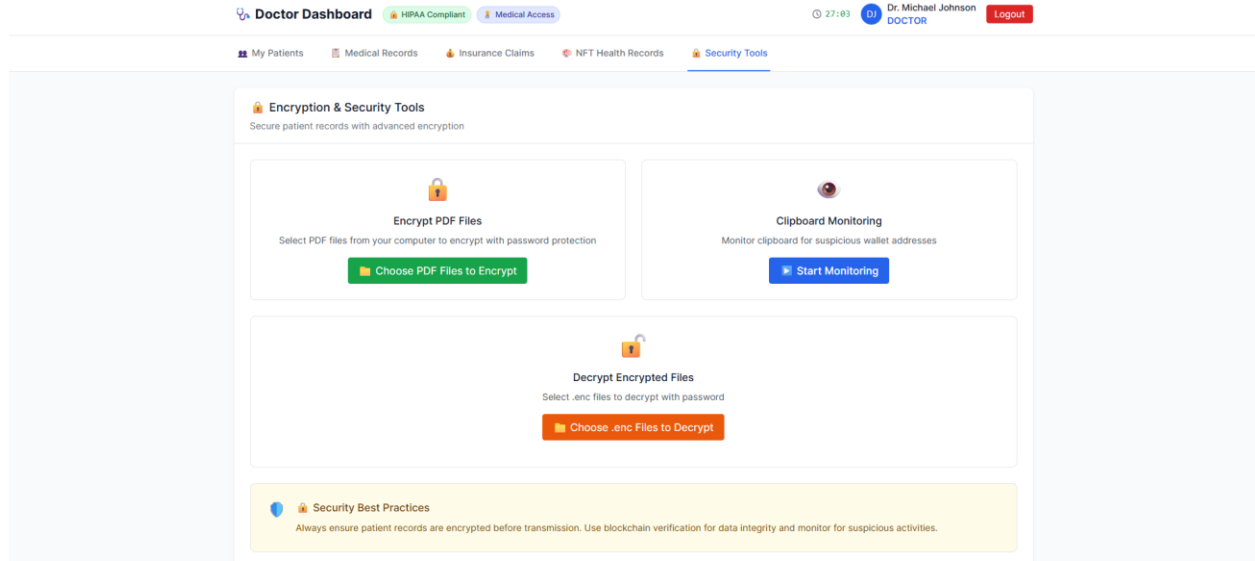 Doctor Dashboard
HIPAA Compliant
Medical Access
27:03
DJ
Dr. Michael Johnson
DOCTOR
Logout
My Patients
Medical Records
Insurance Claims
NFT Health Records
Security Tools
Encryption & Security Tools
Secure patient records with advanced encryption
Encrypt PDF Files
Select PDF files from your computer to encrypt with password protection
Choose PDF Files to Encrypt
Clipboard Monitoring
Monitor clipboard for suspicious wallet addresses
Start Monitoring
Decrypt Encrypted Files
Select .enc files to decrypt with password
Choose .enc Files to Decrypt
Security Best Practices
Always ensure patient records are encrypted before transmission. Use blockchain verification for data integrity and monitor for suspicious activities.